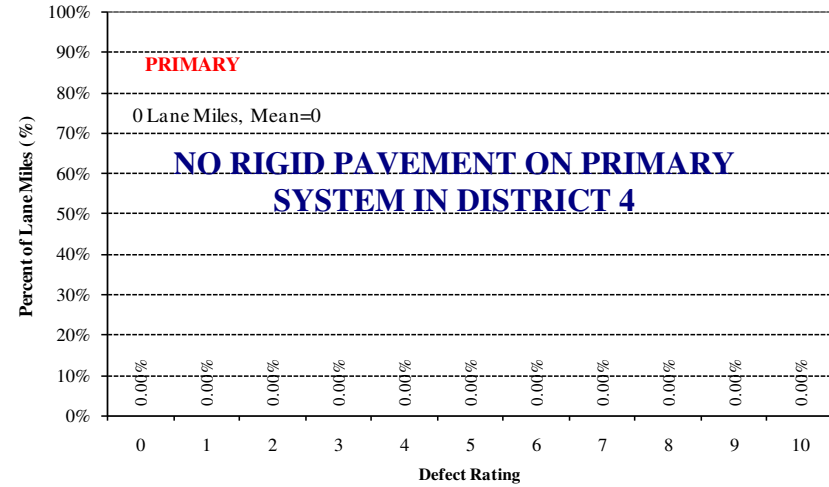 100%
90%
PRIMARY
80%
0 Lane Miles, Mean=0
70%
NO RIGID PAVEMENT ON PRIMARY
60%
SYSTEM IN DISTRICT 4
50%
40%
30%
20%
10%
0%
Percent of Lane Miles (%)
0.00% 0.00% 0.00% 0.00% 0.00% 0.00% 0.00% 0.00% 0.00% 0.00% 0.00%
0 1 2 3 4 5 6 7 8 9 10
Defect Rating